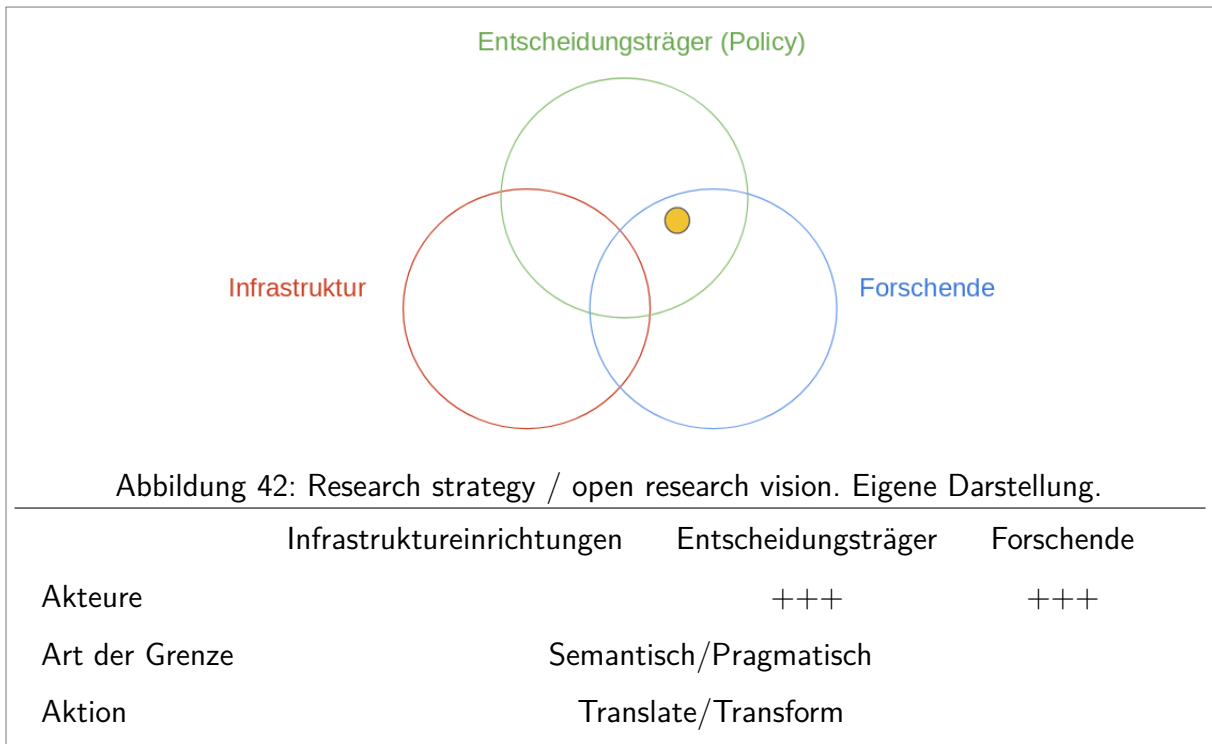 Entscheidungsträger (Policy)
Infrastruktur
Forschende
Abbildung 42: Research strategy / open research vision. Eigene Darstellung.
Infrastruktureinrichtungen Entscheidungsträger Forschende
Akteure +++ +++
Art der Grenze Semantisch/Pragmatisch
Aktion Translate/Transform